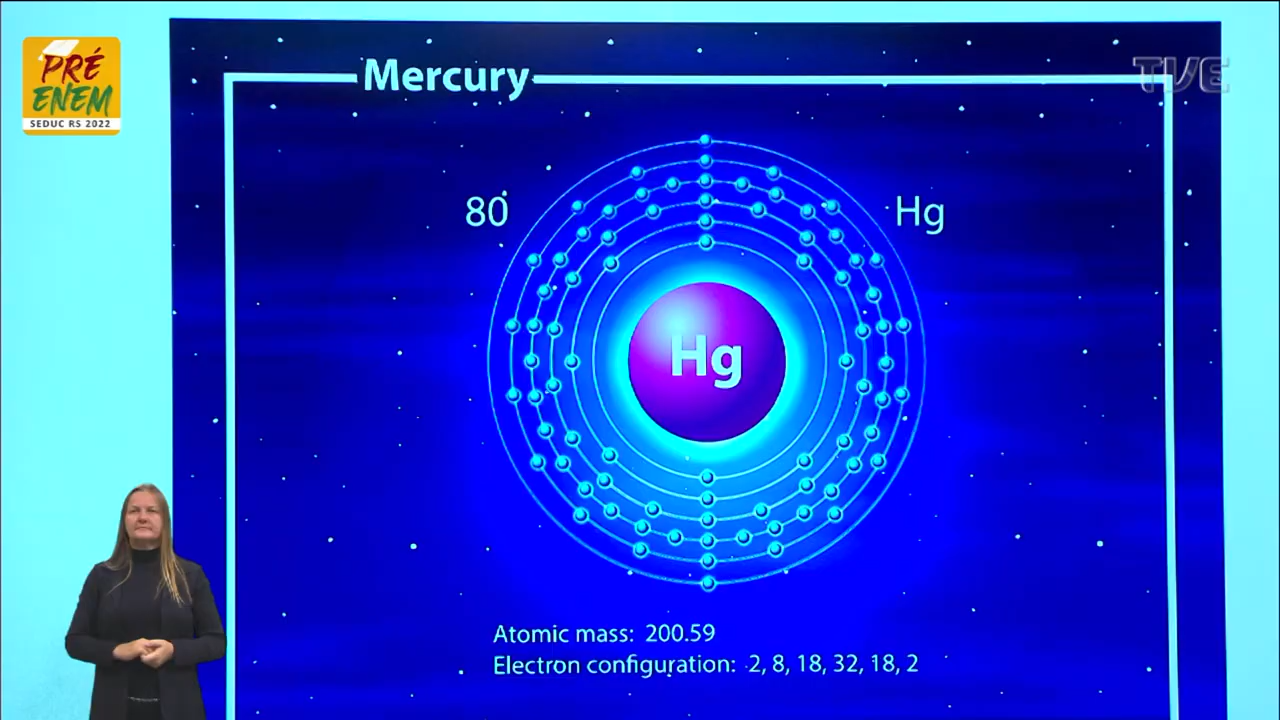 PRÉ
ENEM
SEDUC RS 2022
Mercury
TVE
80
Hg
Hg
Atomic mass: 200.59
Electron configuration: 2, 8, 18, 32, 18, 2